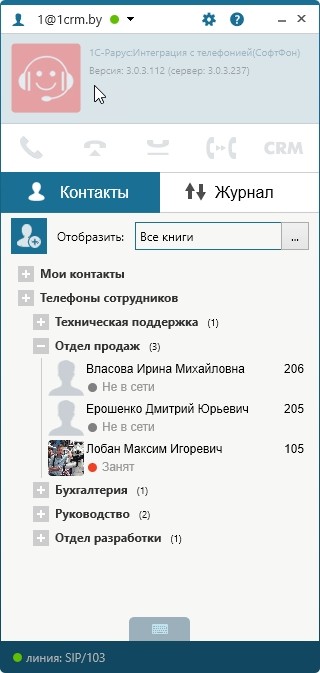 1@1crm.by
1С-Рарус:Интеграция с телефонией(СофтФон)
Версия: 3.0.3.112 (сервер: 3.0.3.237)
CRM
Контакты
Журнал
Отобразить: Все книги ...
Мои контакты
Телефоны сотрудников
Техническая поддержка (1)
Отдел продаж (3)
Власова Ирина Михайловна 206
Не в сети
Ерошенко Дмитрий Юрьевич 205
Не в сети
Лобан Максим Игоревич 105
Занят
Бухгалтерия (1)
Руководство (2)
Отдел разработки (1)
линия: SIP/103